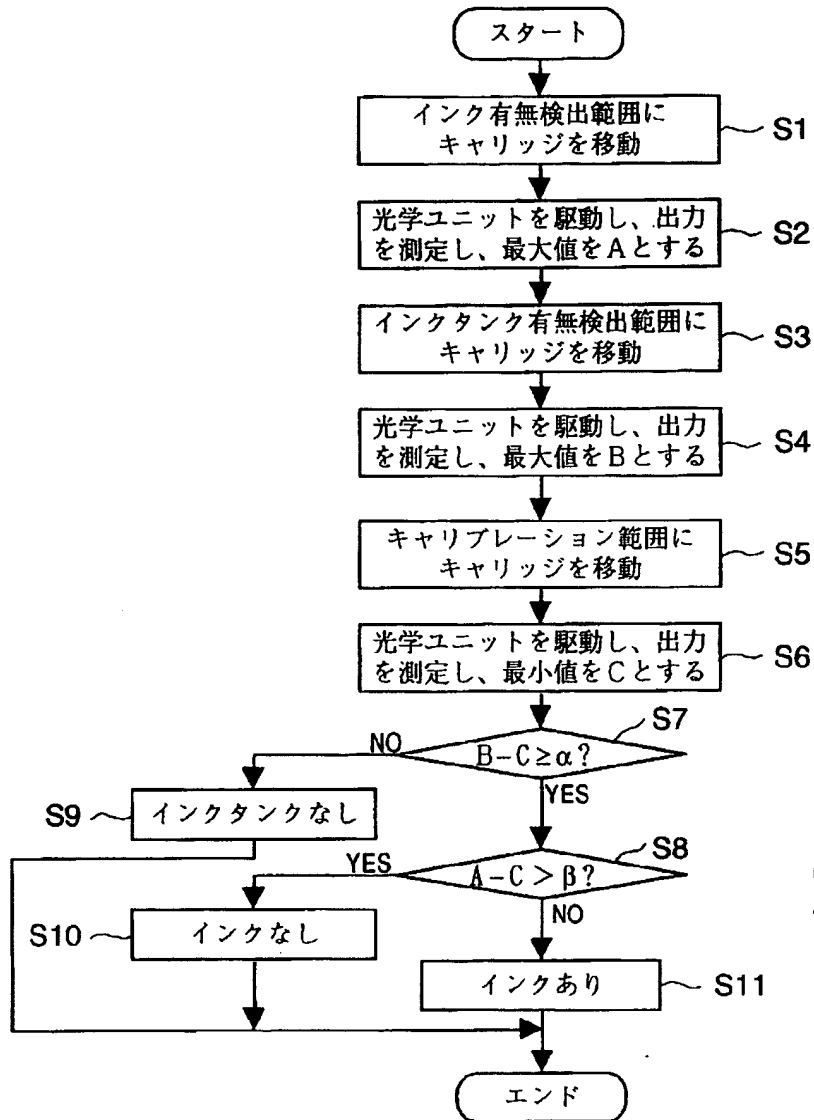 スタート
インク有無検出範囲に
キャリッジを移動
S1
光学ユニットを駆動し、出力
を測定し、最大値をAとする
S2
インクタンク有無検出範囲に
キャリッジを移動
S3
光学ユニットを駆動し、出力
を測定し、最大値をBとする
S4
キャリブレーション範囲に
キャリッジを移動
S5
光学ユニットを駆動し、出力
を測定し、最小値をCとする
S6
S7
B-C≥α?
NO
YES
S9
インクタンクなし
S8
A-C>β?
YES
NO
S10
インクなし
インクあり
S11
エンド